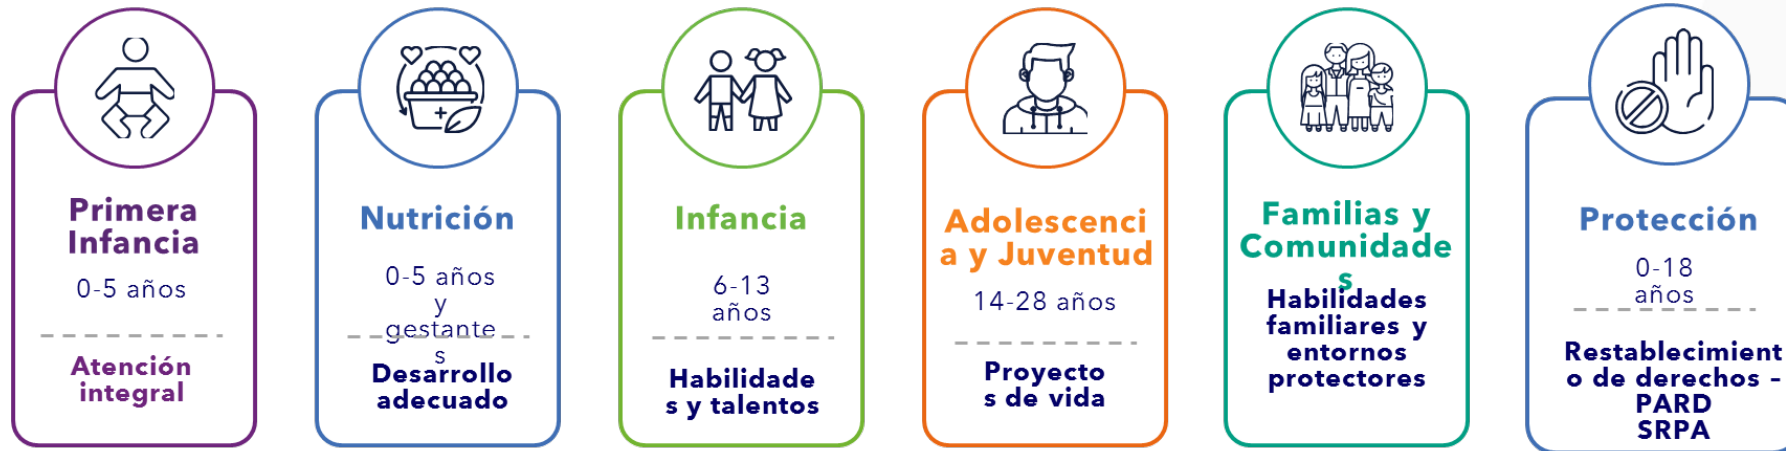 Primera
Infancia
0-5 años
Atención
integral
Nutrición
0-5 años
y
gestante
s
Desarrollo
adecuado
Infancia
6-13
años
Habilidade
s y talentos
Adolescenci
a y Juventud
14-28 años
Proyecto
s de vida
Familias y
Comunidade
s
Habilidades
familiares y
entornos
protectores
Protección
0-18
años
Restablecimient
o de derechos –
PARD
SRPA